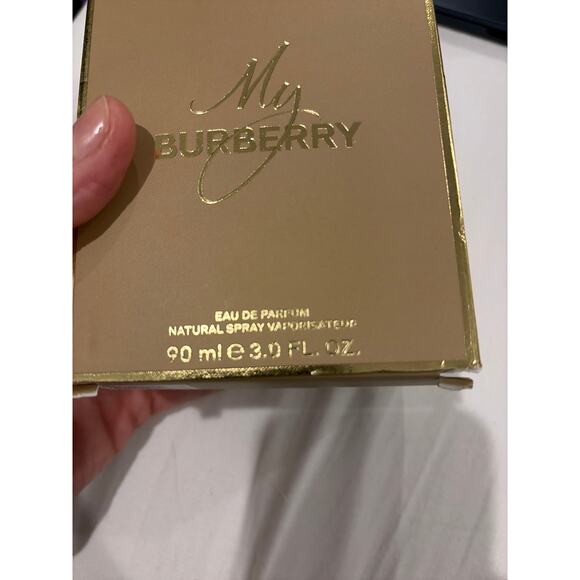 My
BURBERRY
EAU DE PARFUM
NATURAL SPRAY VAPORISATEUR
90 ml e 3.0 FL. OZ.